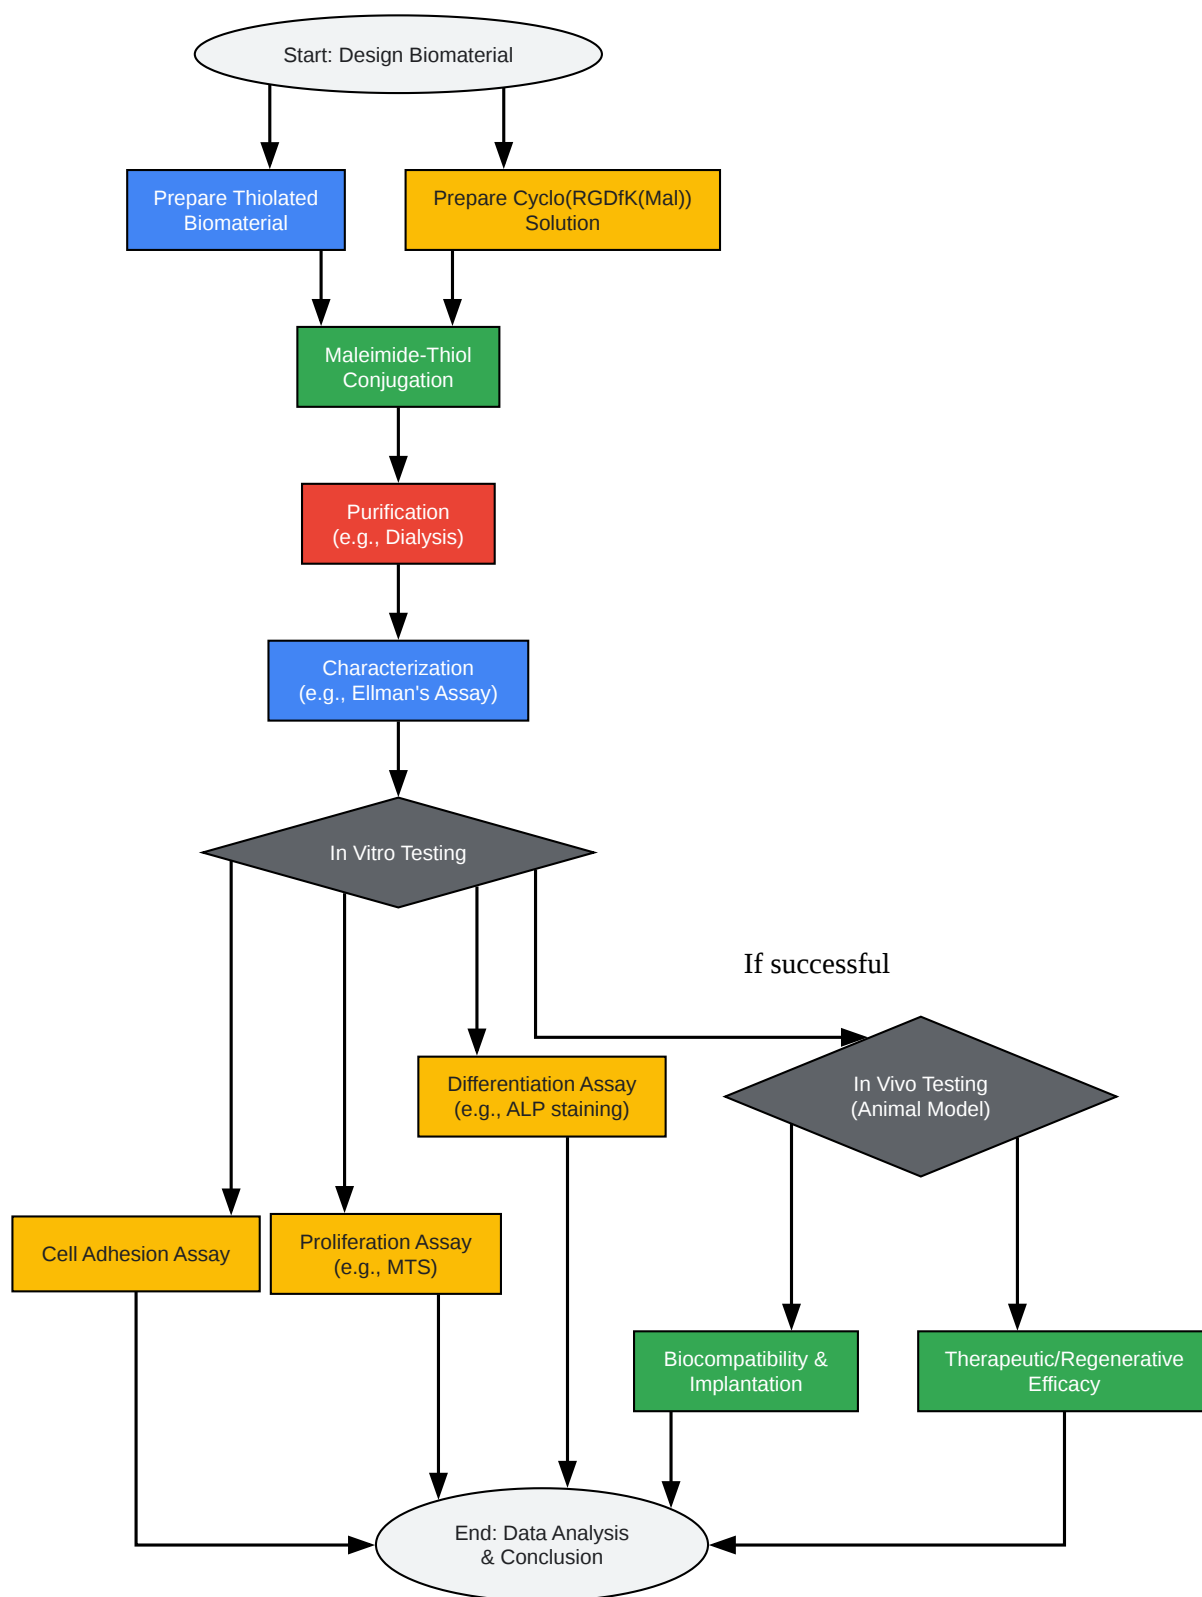 Start: Design Biomaterial
Prepare Thiolated
Biomaterial
Prepare Cyclo(RGDfK(Mal))
Solution
Maleimide-Thiol
Conjugation
Purification
(e.g., Dialysis)
Characterization
(e.g., Ellman's Assay)
In Vitro Testing
If successful
Differentiation Assay
(e.g., ALP staining)
In Vivo Testing
(Animal Model)
Cell Adhesion Assay
Proliferation Assay
(e.g., MTS)
Biocompatibility &
Implantation
Therapeutic/Regenerative
Efficacy
End: Data Analysis
& Conclusion